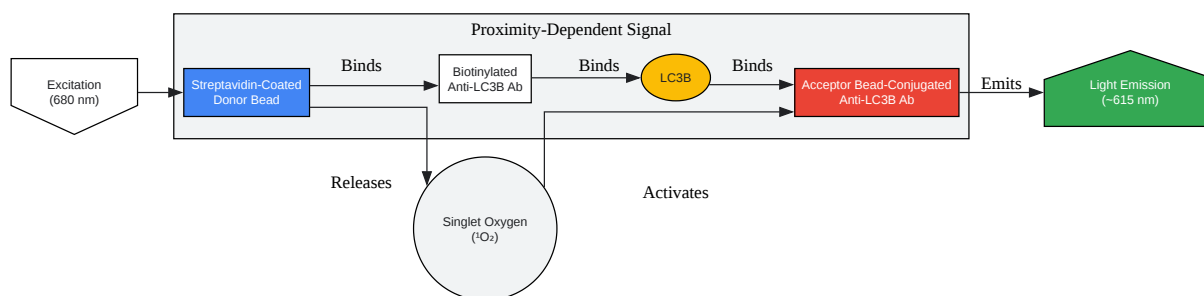 Proximity-Dependent Signal
Excitation
(680 nm)
Streptavidin-Coated
Donor Bead
Binds
Biotinylated
Anti-LC3B Ab
Binds
LC3B
Binds
Acceptor Bead-Conjugated
Anti-LC3B Ab
Emits
Light Emission
(~615 nm)
Releases
Singlet Oxygen
(¹O₂)
Activates